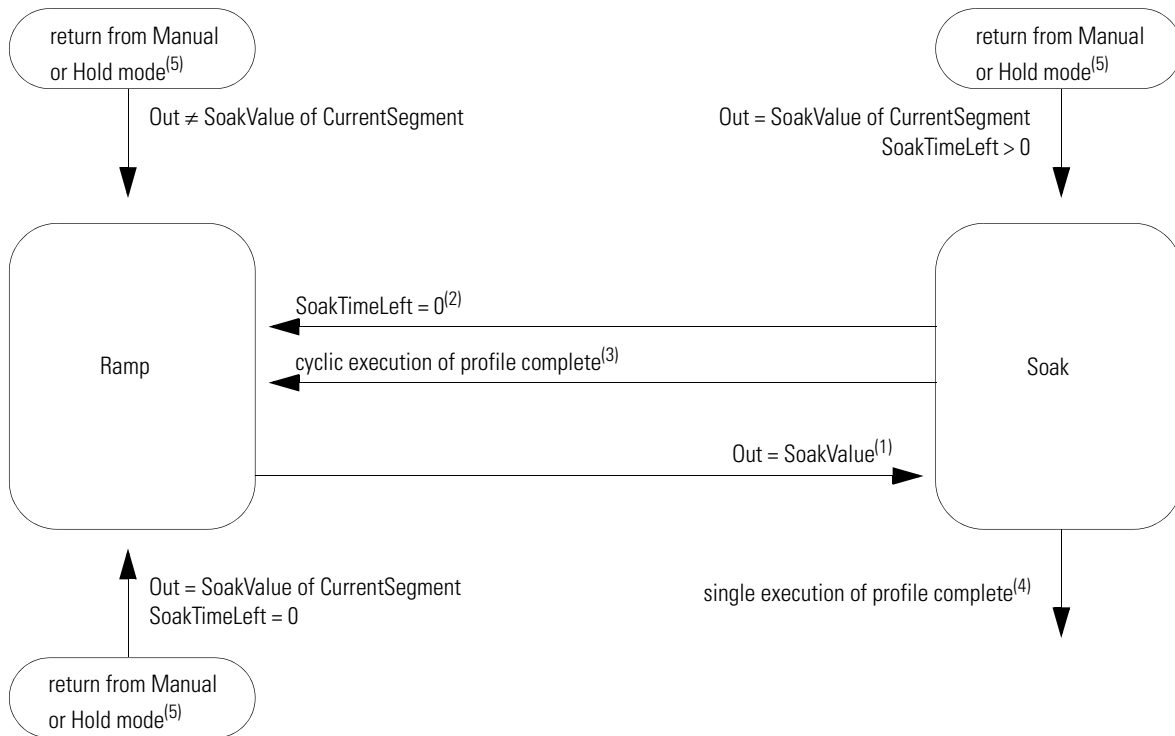 return from Manual
or Hold mode(5)
return from Manual
or Hold mode(5)
Out ≠ SoakValue of CurrentSegment
Out = SoakValue of CurrentSegment
SoakTimeLeft > 0
SoakTimeLeft = 0(2)
Ramp
cyclic execution of profile complete(3)
Soak
Out = SoakValue(1)
Out = SoakValue of CurrentSegment
SoakTimeLeft = 0
single execution of profile complete(4)
return from Manual
or Hold mode(5)